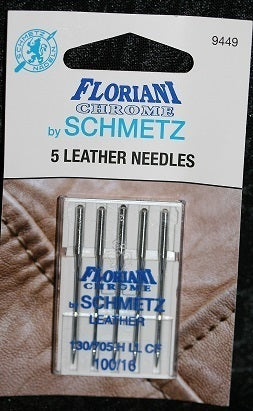 SCHMETZ
NADELN
9449
FLORIANI
CHROME
by SCHMETZ
5 LEATHER NEEDLES
FLORIANI
CHROME
by SCHMETZ
LEATHER
130/705 H LL CF
100/16